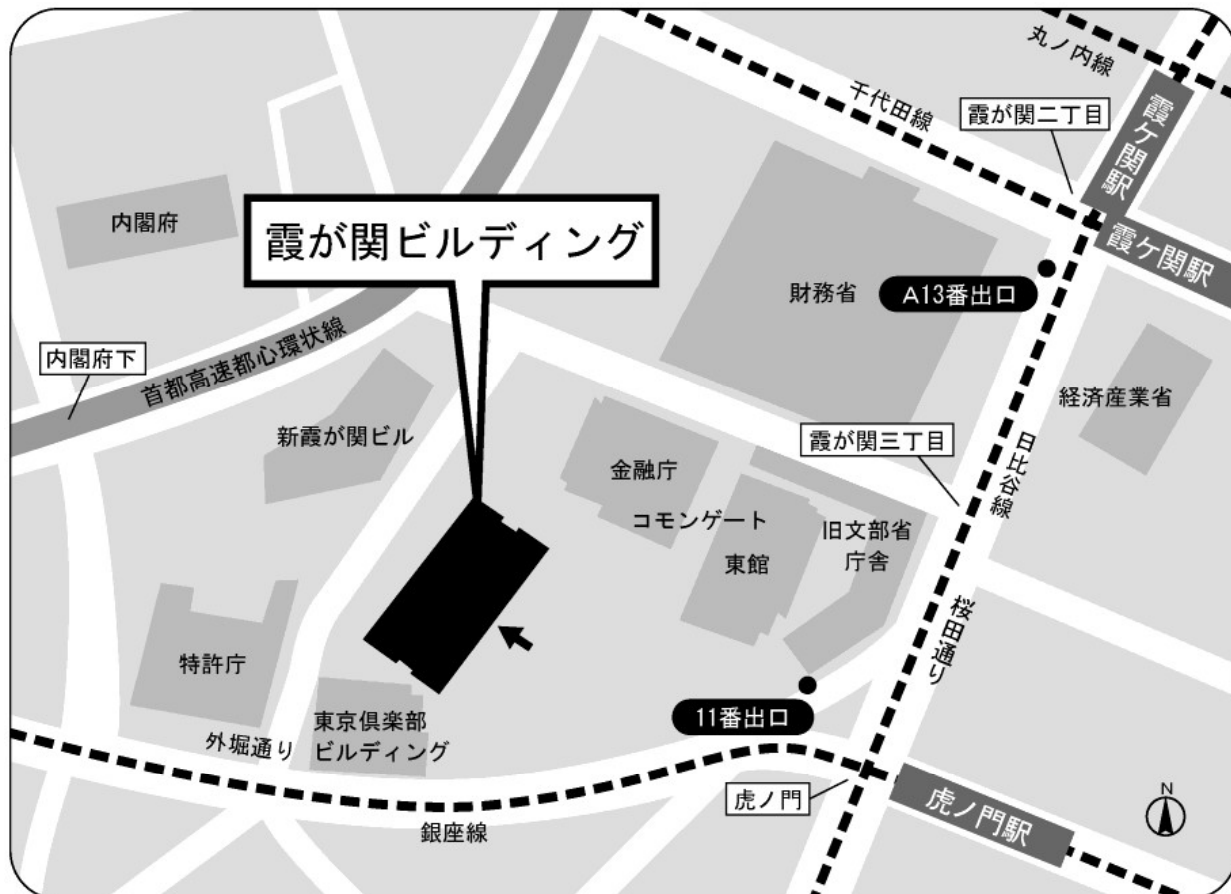 丸ノ内線
千代田線
霞が関二丁目
霞ケ関駅
霞ケ関駅
内閣府
霞が関ビルディング
財務省
A13番出口
内閣府下
首都高速都心環状線
経済産業省
新霞が関ビル
霞が関三丁目
日比谷線
金融庁
コモンゲート
東館
旧文部省
庁舎
桜田通り
特許庁
11番出口
東京倶楽部
ビルディング
外堀通り
虎ノ門
虎ノ門駅
銀座線
N